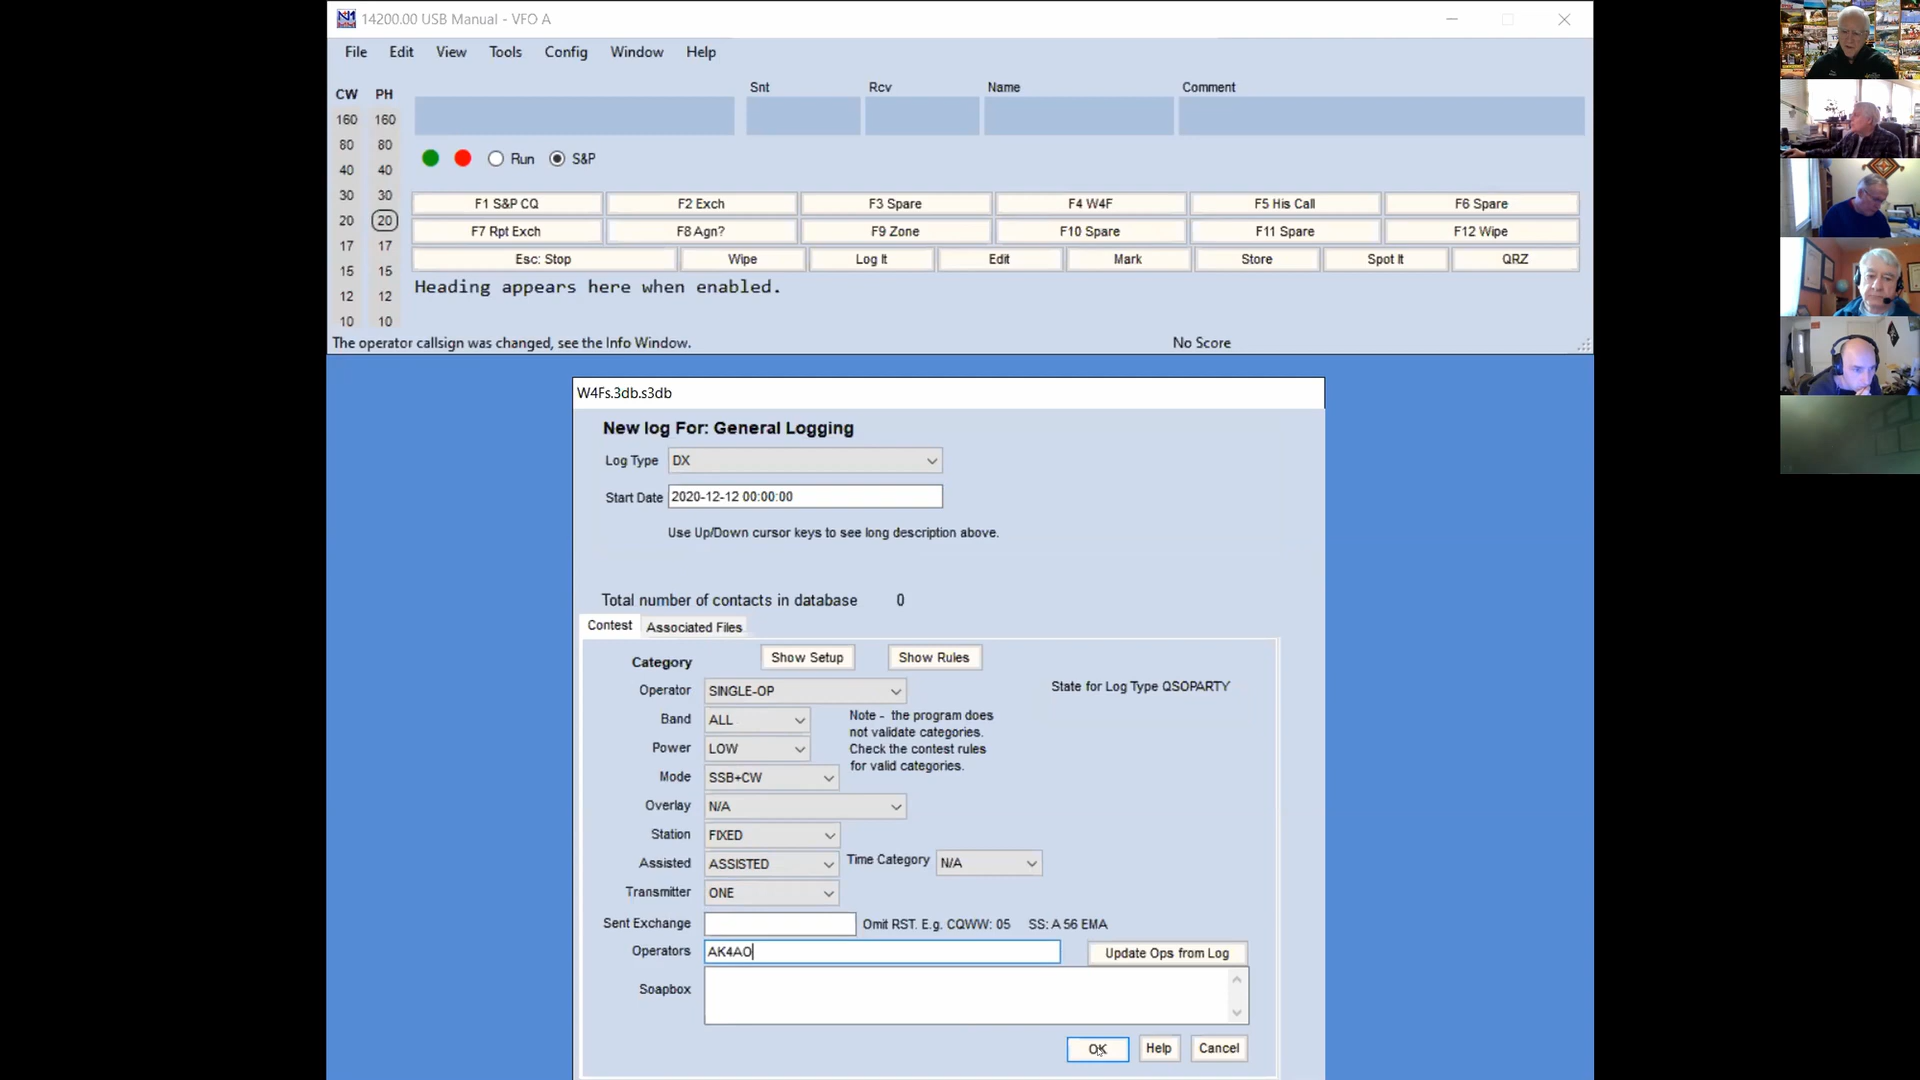 14200.00 USB Manual - VFO A
File Edit View Tools Config Window Help
CW PH
160 160
80 80
40 40
30 30
20 20
17 17
15 15
12 12
10 10
Snt Rcv Name Comment
Run S&P
F1 S&P CQ F2 Exch F3 Spare F4 W4F F5 His Call F6 Spare
F7 Rpt Exch F8 Agn? F9 Zone F10 Spare F11 Spare F12 Wipe
Esc: Stop Wipe Log It Edit Mark Store Spot It QRZ
Heading appears here when enabled.
The operator callsign was changed, see the Info Window. No Score
W4Fs.3db.s3db
New log For: General Logging
Log Type DX
Start Date 2020-12-12 00:00:00
Use Up/Down cursor keys to see long description above.
Total number of contacts in database 0
Contest Associated Files
Category Show Setup Show Rules
Operator SINGLE-OP State for Log Type QSOPARTY
Band ALL
Note - the program does
not validate categories.
Check the contest rules
for valid categories.
Power LOW
Mode SSB+CW
Overlay N/A
Station FIXED
Assisted ASSISTED Time Category N/A
Transmitter ONE
Sent Exchange Omit RST. E.g. CQWW: 05 SS: A 56 EMA
Operators AK4AO Update Ops from Log
Soapbox
OK Help Cancel